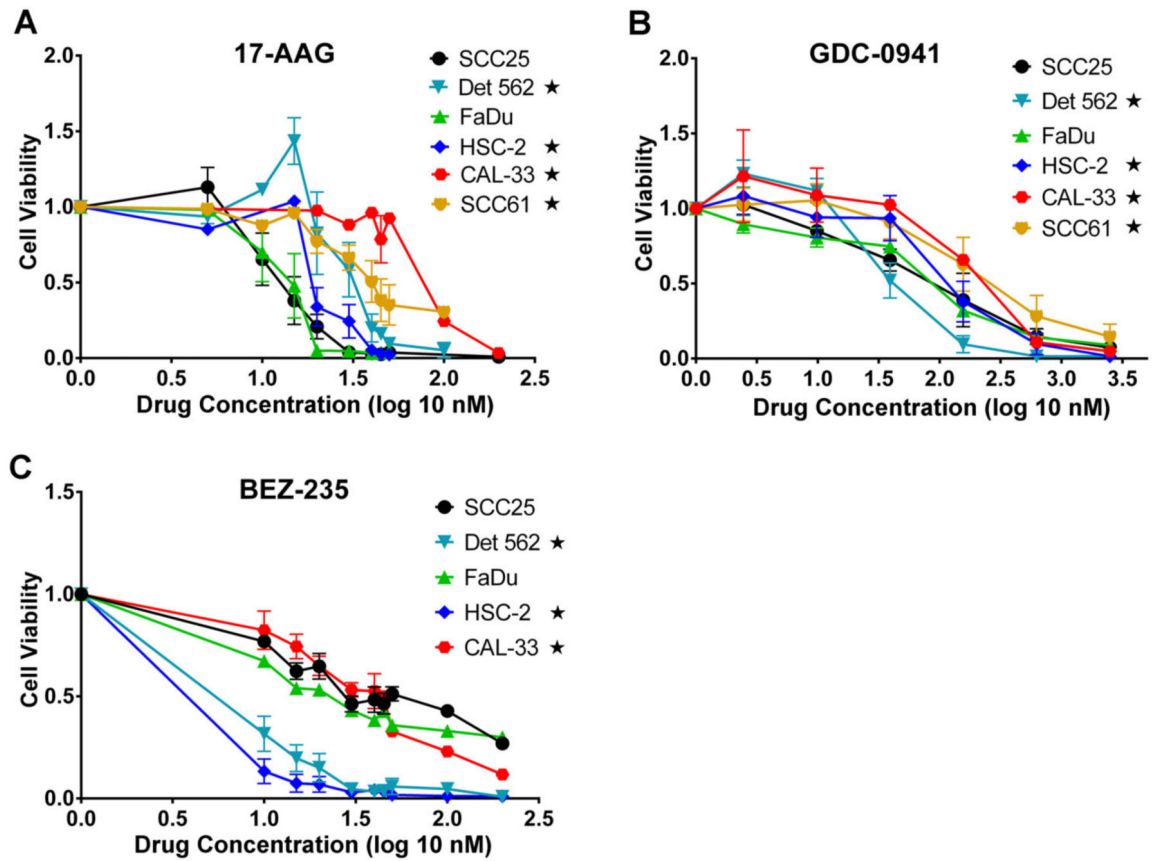 A
17-AAG
2.0
1.5
1.0
0.5
0.0
Cell Viability
0.0 0.5 1.0 1.5 2.0 2.5
Drug Concentration (log 10 nM)
SCC25
Det 562 ★
FaDu
HSC-2 ★
CAL-33 ★
SCC61 ★
B
GDC-0941
2.0
1.5
1.0
0.5
0.0
Cell Viability
0.0 0.5 1.0 1.5 2.0 2.5 3.0 3.5
Drug Concentration (log 10 nM)
SCC25
Det 562 ★
FaDu
HSC-2 ★
CAL-33 ★
SCC61 ★
C
BEZ-235
1.5
1.0
0.5
0.0
Cell Viability
0.0 0.5 1.0 1.5 2.0 2.5
Drug Concentration (log 10 nM)
SCC25
Det 562 ★
FaDu
HSC-2 ★
CAL-33 ★